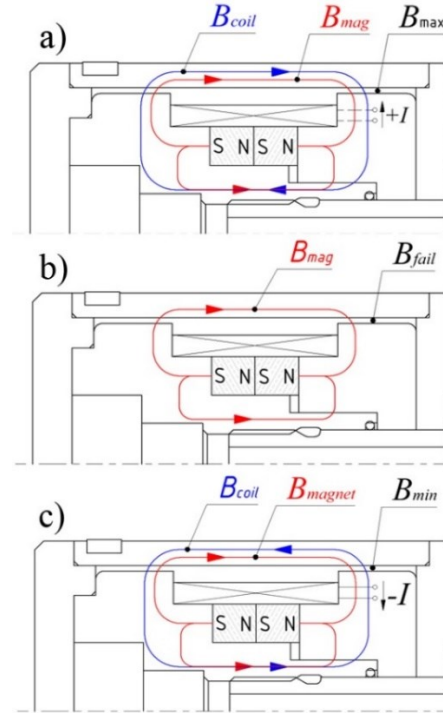 a)
Bcoil Bmag Bmax
+I
S N S N
b)
Bmag Bfail
S N S N
c)
Bcoil Bmagnet Bmin
-I
S N S N